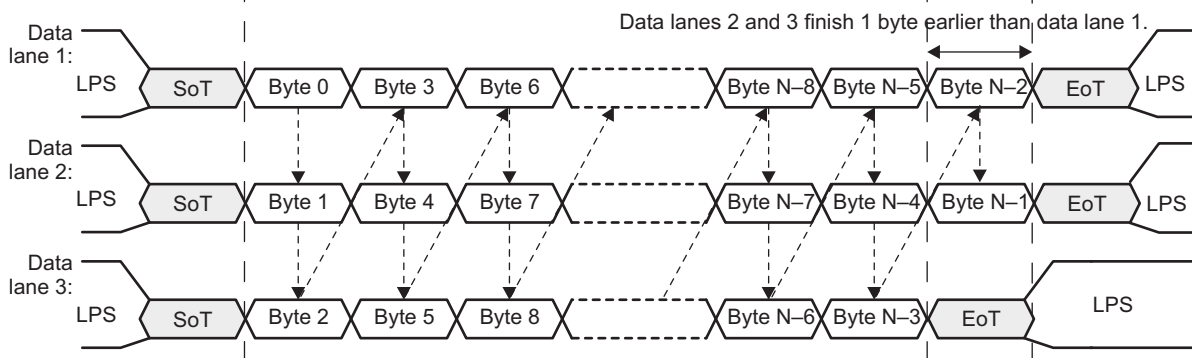 Data lanes 2 and 3 finish 1 byte earlier than data lane 1.
Data
lane 1:
LPS SoT Byte 0 Byte 3 Byte 6 Byte N–8 Byte N–5 Byte N–2 EoT LPS
Data
lane 2:
LPS SoT Byte 1 Byte 4 Byte 7 Byte N–7 Byte N–4 Byte N–1 EoT LPS
Data
lane 3:
LPS SoT Byte 2 Byte 5 Byte 8 Byte N–6 Byte N–3 EoT LPS